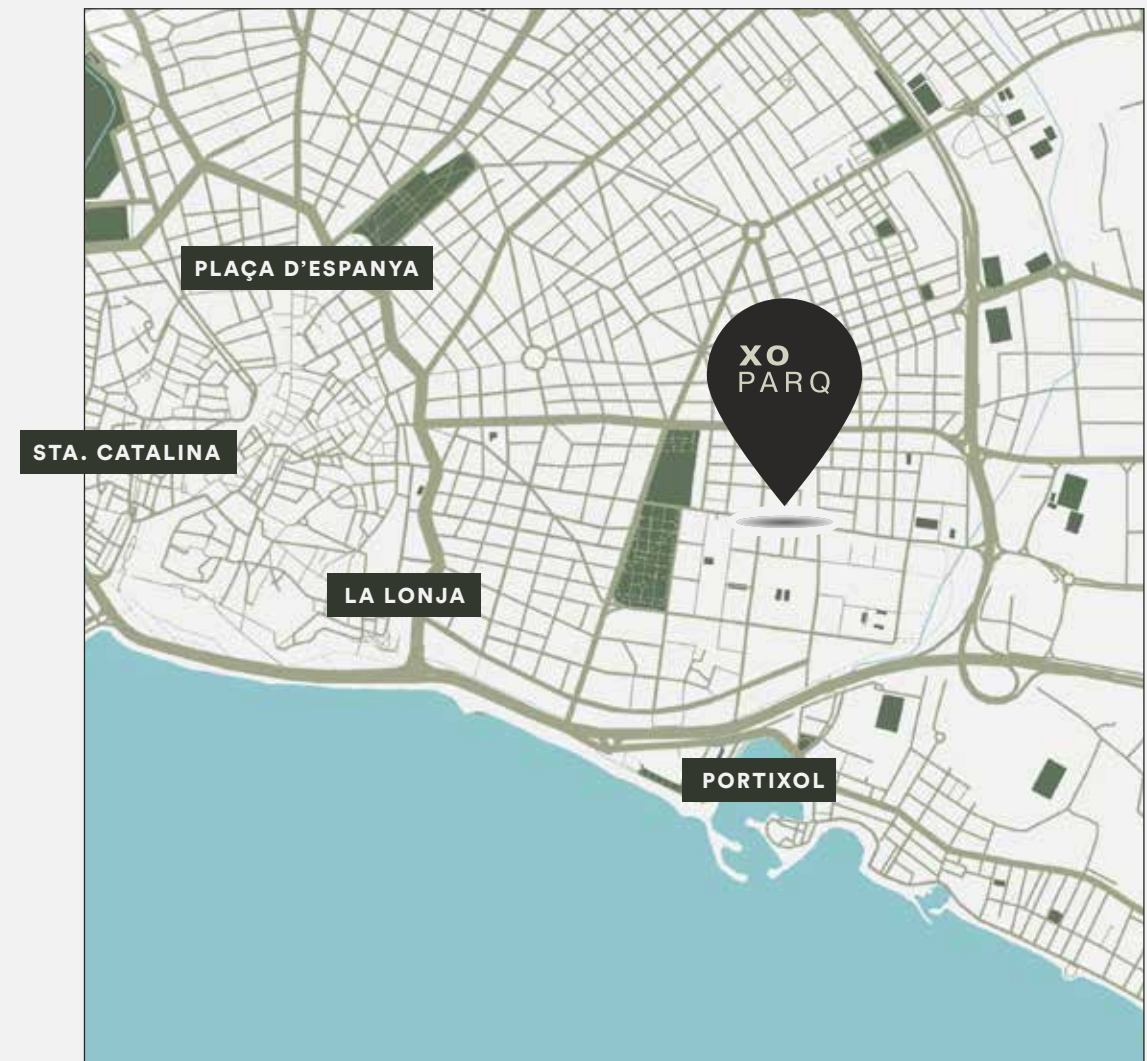 PLAÇA D'ESPANYA
XO
PARQ
STA. CATALINA
LA LONJA
PORTIXOL